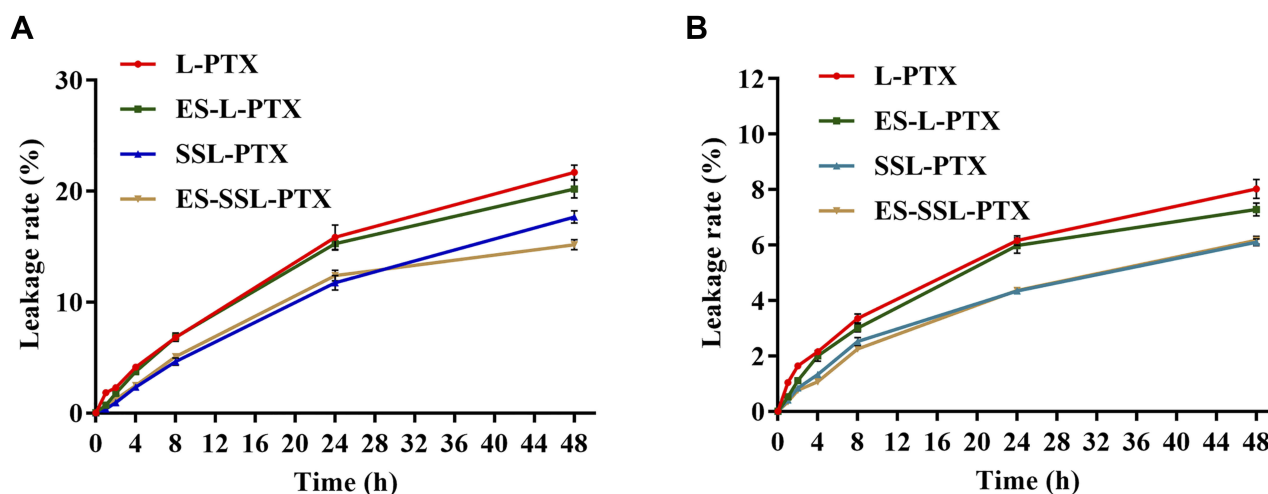 A
L-PTX
ES-L-PTX
SSL-PTX
ES-SSL-PTX
Leakage rate (%)
30
20
10
0
0 4 8 12 16 20 24 28 32 36 40 44 48
Time (h)
B
L-PTX
ES-L-PTX
SSL-PTX
ES-SSL-PTX
Leakage rate (%)
12
10
8
6
4
2
0
0 4 8 12 16 20 24 28 32 36 40 44 48
Time (h)